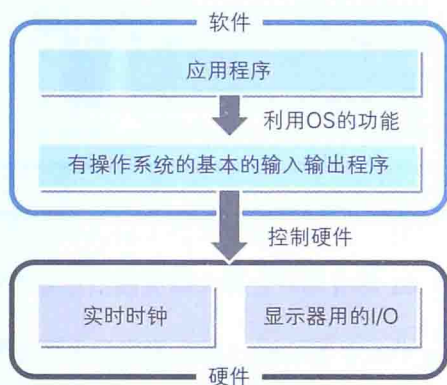 软件
应用程序
利用OS的功能
有操作系统的基本的输入输出程序
控制硬件
实时时钟
显示器用的I/O
硬件